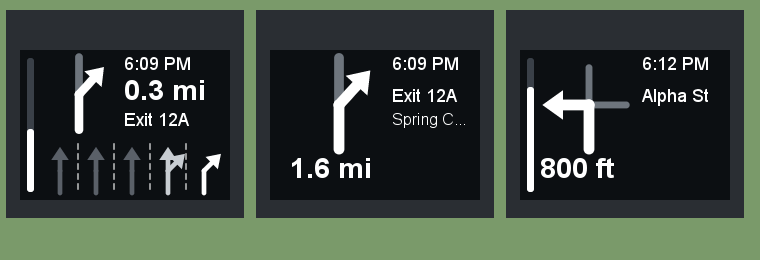 6:09 PM
0.3 mi
Exit 12A
6:09 PM
Exit 12A
Spring C...
1.6 mi
6:12 PM
Alpha St
800 ft